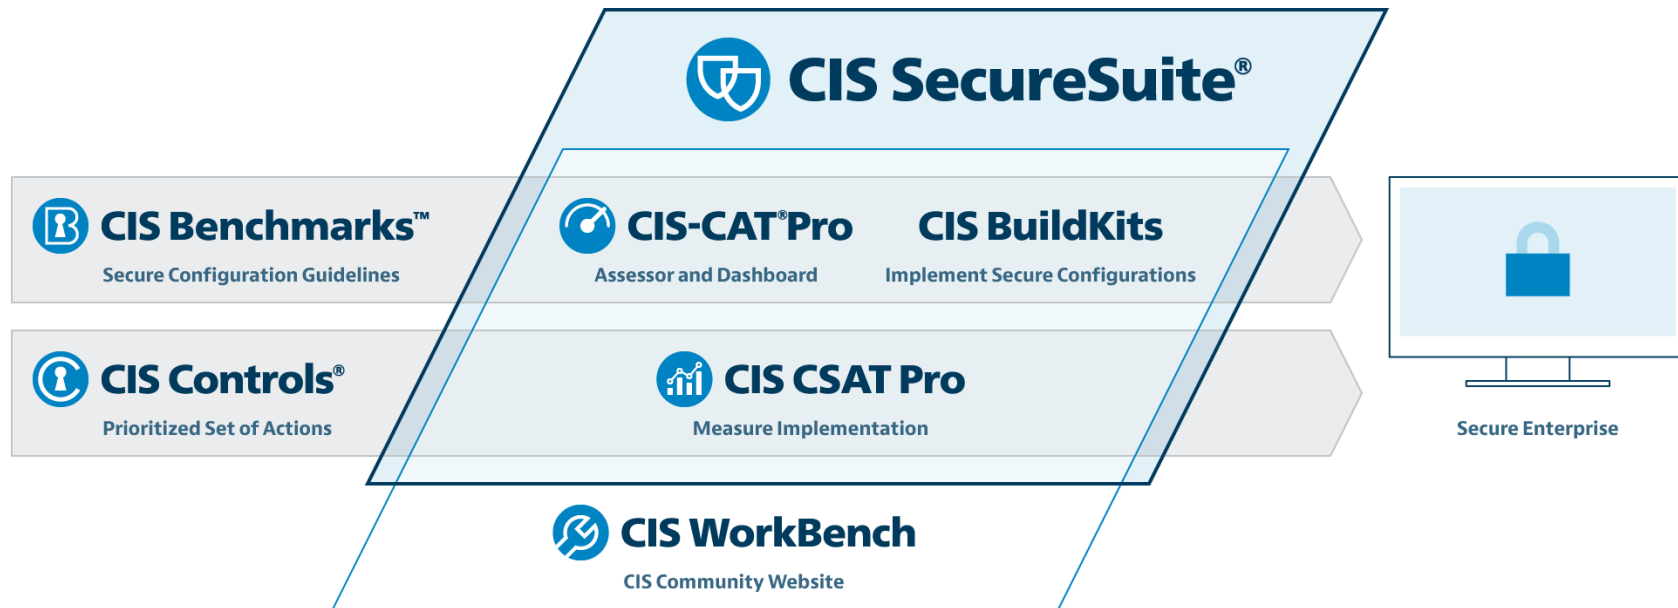 CIS SecureSuite®
CIS Benchmarks™
Secure Configuration Guidelines
CIS-CAT®Pro
Assessor and Dashboard
CIS BuildKits
Implement Secure Configurations
CIS Controls®
Prioritized Set of Actions
CIS CSAT Pro
Measure Implementation
Secure Enterprise
CIS WorkBench
CIS Community Website